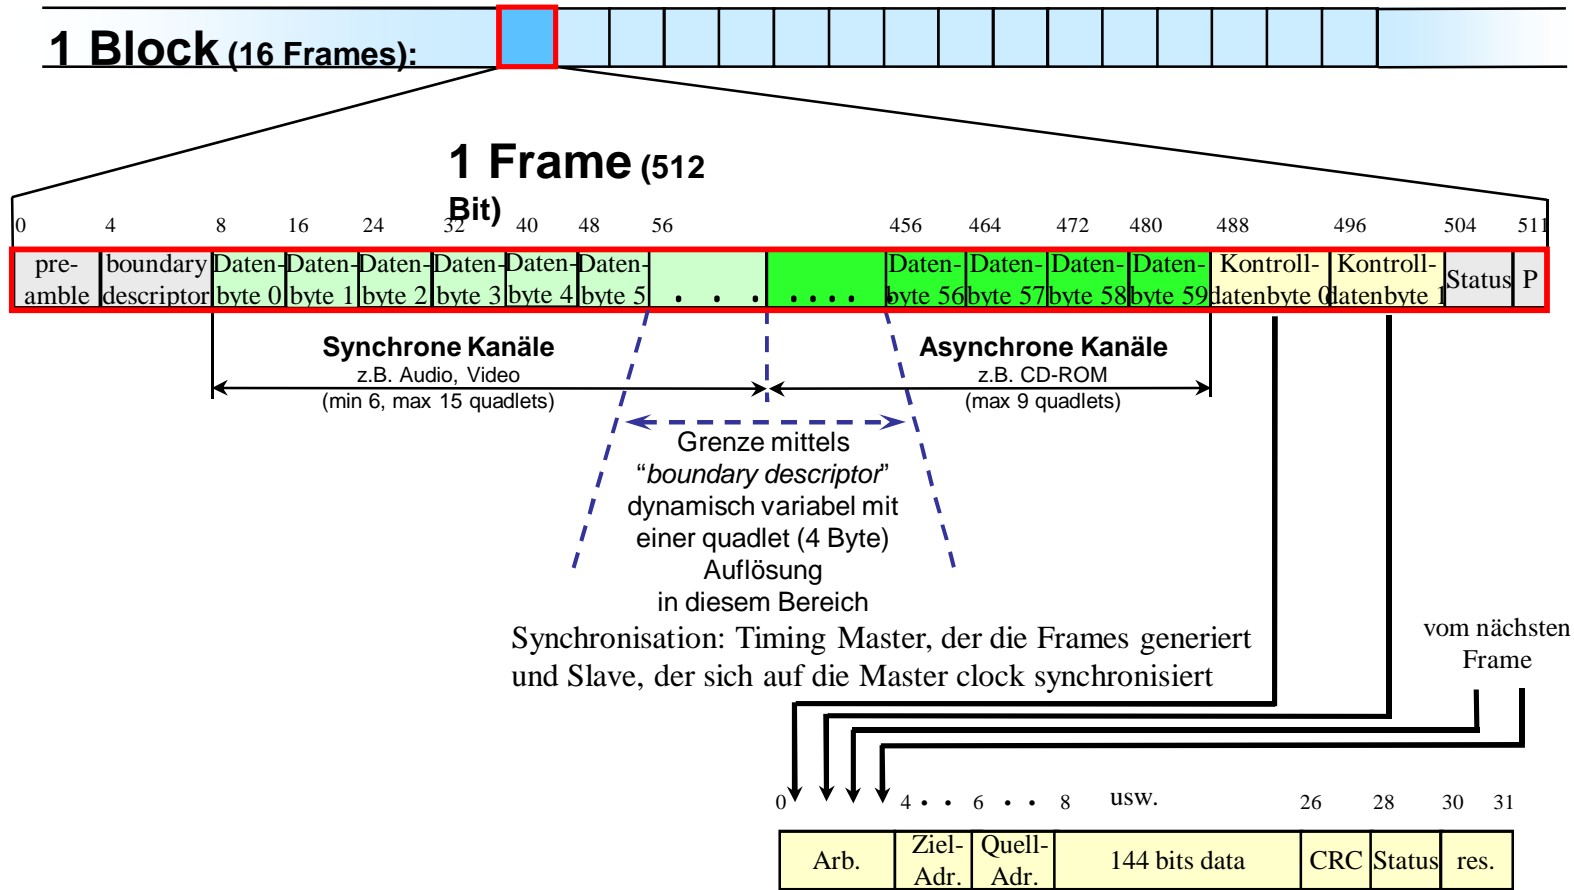 1 Block (16 Frames):
1 Frame (512
Bit)
0 4 8 16 24 32 40 48 56 456 464 472 480 488 496 504 511
pre-
amble
boundary
descriptor
Daten-
byte 0
Daten-
byte 1
Daten-
byte 2
Daten-
byte 3
Daten-
byte 4
Daten-
byte 5
. . . . . . . .
Daten-
byte 56
Daten-
byte 57
Daten-
byte 58
Daten-
byte 59
Kontroll-
datenbyte 0
Kontroll-
datenbyte 1
Status
P
Synchrone Kanäle
z.B. Audio, Video
(min 6, max 15 quadlets)
Asynchrone Kanäle
z.B. CD-ROM
(max 9 quadlets)
Grenze mittels
“boundary descriptor”
dynamisch variabel mit
einer quadlet (4 Byte)
Auflösung
in diesem Bereich
Synchronisation: Timing Master, der die Frames generiert
und Slave, der sich auf die Master clock synchronisiert
vom nächsten
Frame
0 4 • • 6 • • 8 usw. 26 28 30 31
Arb.
Ziel-
Adr.
Quell-
Adr.
144 bits data
CRC
Status
res.